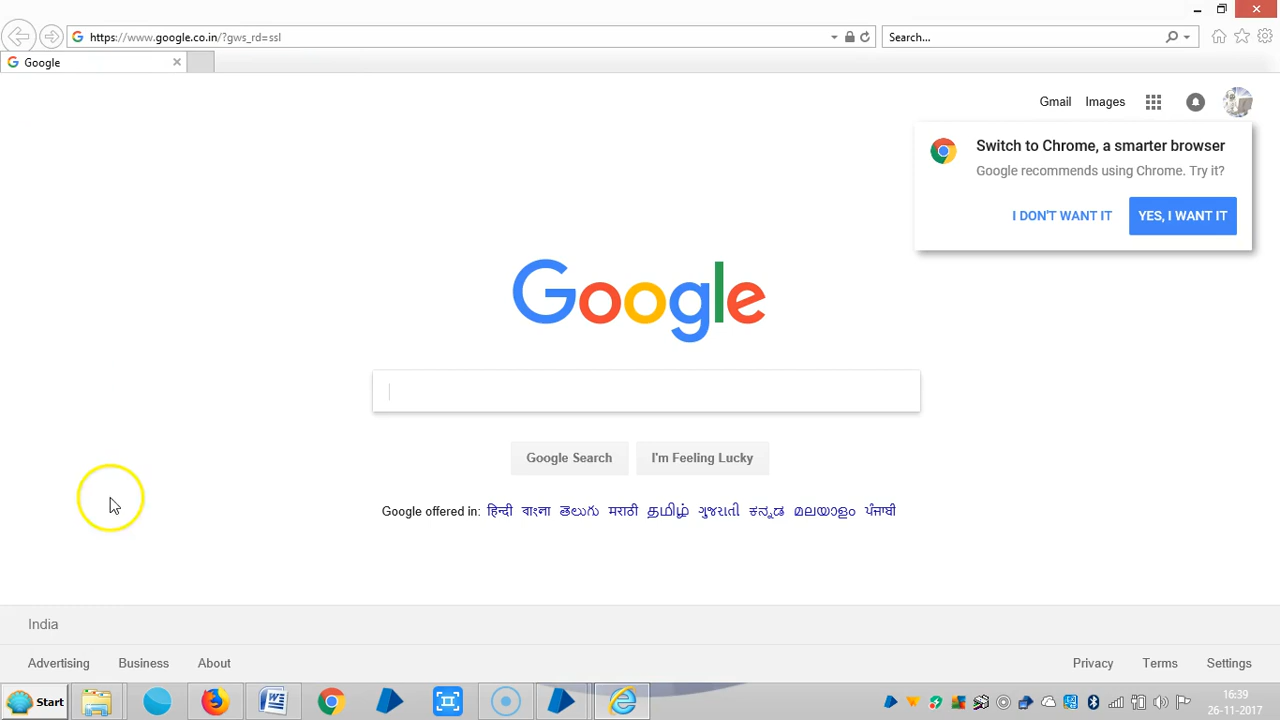 https://www.google.co.in/?gws_rd=ssl
Search...
Google
Gmail Images
Switch to Chrome, a smarter browser
Google recommends using Chrome. Try it?
I DON'T WANT IT YES, I WANT IT
Google
Google Search I'm Feeling Lucky
Google offered in: हिन्दी বাংলা తెలుగు मराठी தமிழ் ગુજરાતી ಕನ್ನಡ മലയാളം ਪੰਜਾਬੀ
India
Advertising Business About Privacy Terms Settings
Start
16:39
26-11-2017